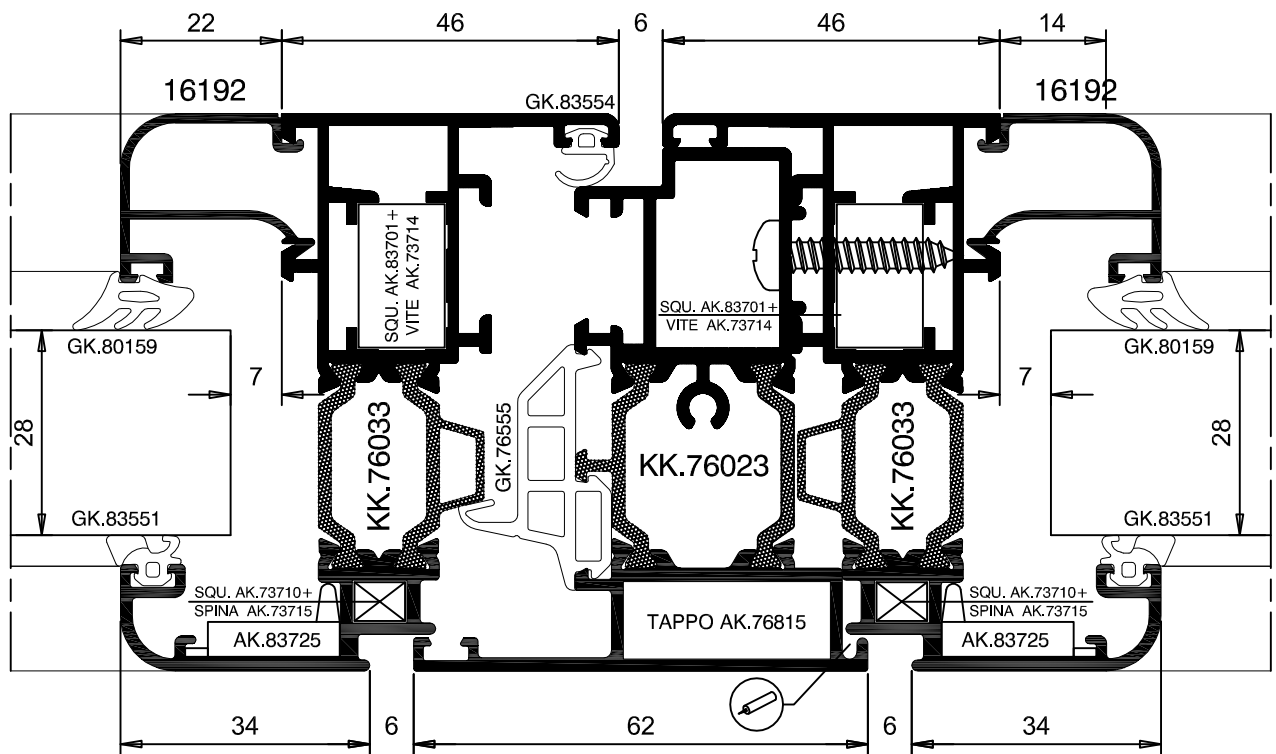 22
46
6
46
14
16192
GK.83554
16192
SQU. AK.83701+
VITE AK.73714
SQU. AK.83701+
VITE AK.73714
GK.80159
GK.80159
7
7
28
28
KK.76033
GK.76555
KK.76023
KK.76033
GK.83551
GK.83551
SQU. AK.73710+
SPINA AK.73715
SQU. AK.73710+
SPINA AK.73715
AK.83725
TAPPO AK.76815
AK.83725
34
6
62
6
34